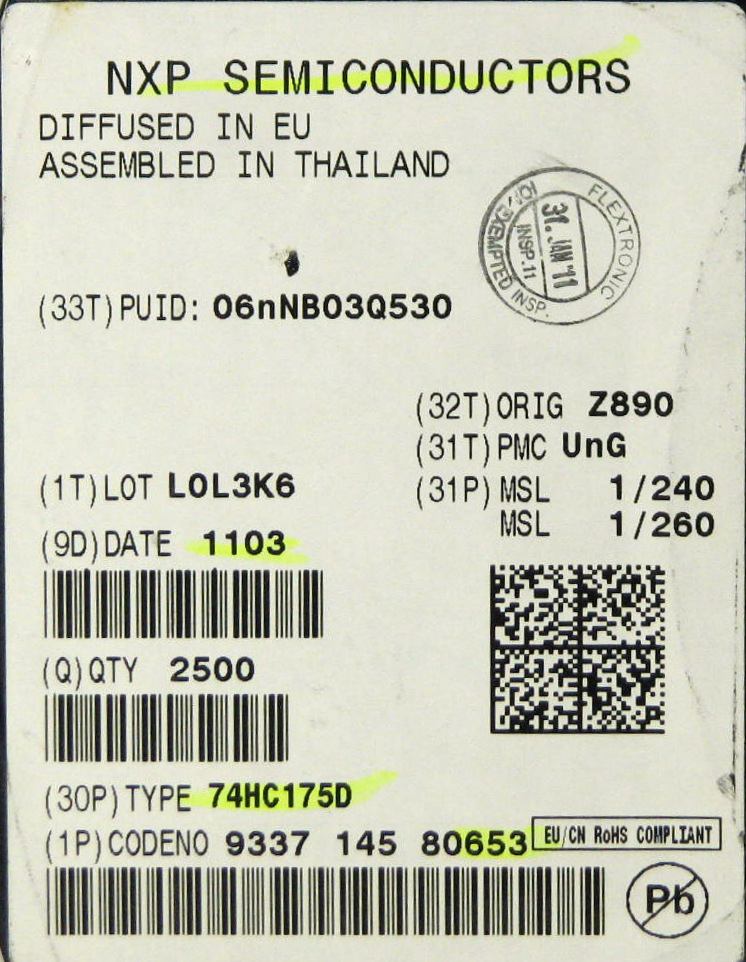 NXP SEMICONDUCTORS
DIFFUSED IN EU
ASSEMBLED IN THAILAND
FLEXTRONIC
EXEMPTED INSP.
31. JAN '11
INSP.11
(33T)PUID: 06nNB03Q530
(32T)ORIG Z890
(31T)PMC UnG
(1T)LOT L0L3K6
(31P)MSL 1/240
MSL 1/260
(9D)DATE 1103
(Q)QTY 2500
(30P)TYPE 74HC175D
(1P)CODENO 9337 145 80653
EU/CN RoHS COMPLIANT
Pb